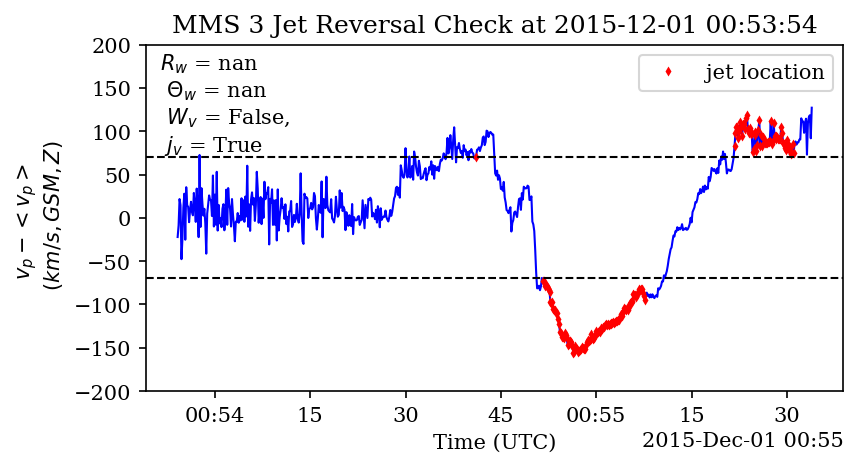 MMS 3 Jet Reversal Check at 2015-12-01 00:53:54
R_w = nan
Θ_w = nan
W_v = False,
j_v = True
jet location
200
150
100
50
0
−50
−100
−150
−200
v_p − < v_p >
(km/s, GSM, Z)
00:54
15
30
45
00:55
15
30
Time (UTC)
2015-Dec-01 00:55